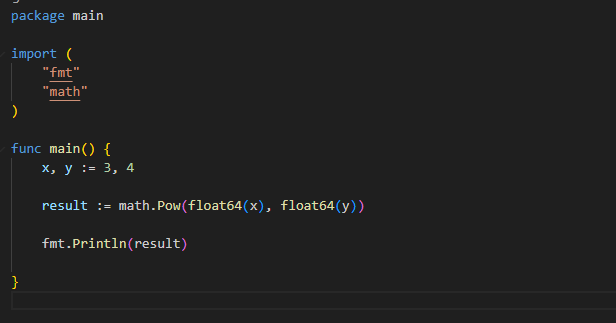 package main
import (
"fmt"
"math"
)
func main() {
x, y := 3, 4
result := math.Pow(float64(x), float64(y))
fmt.Println(result)
}